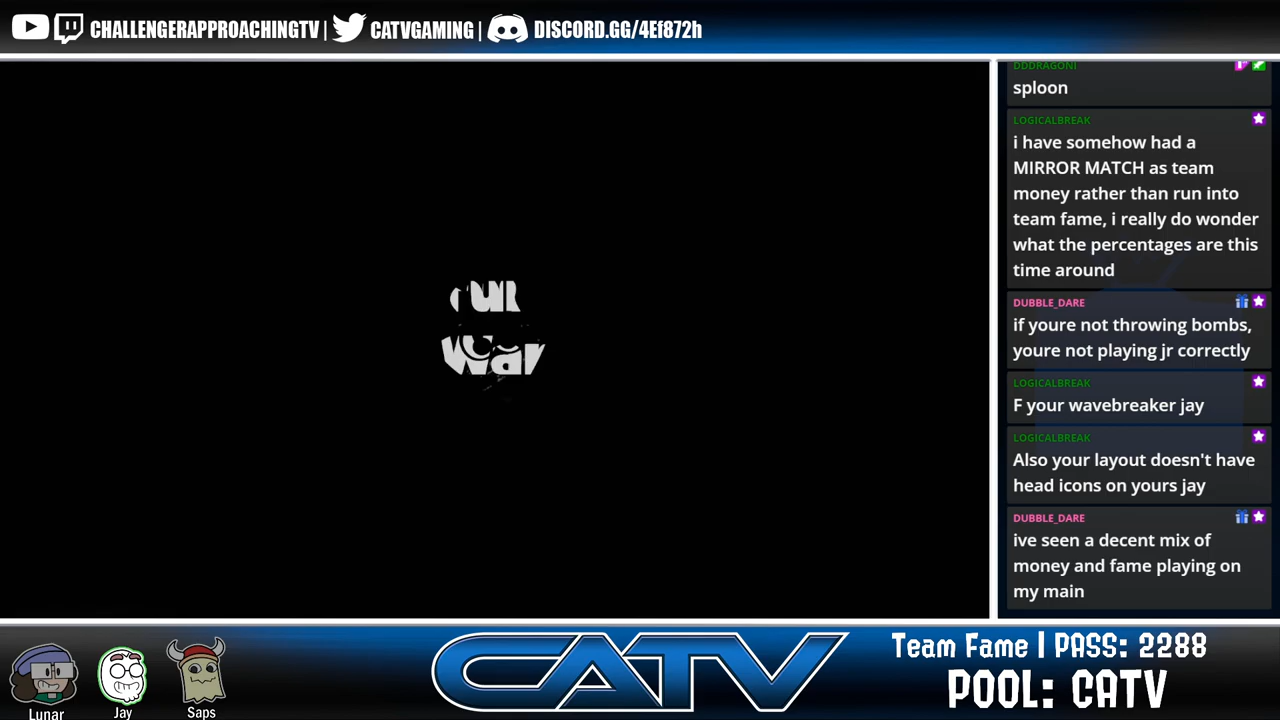 CHALLENGERAPPROACHINGTV | CATVGAMING | DISCORD.GG/4Ef872h
DDDRAGONI
sploon
LOGICALBREAK
i have somehow had a
MIRROR MATCH as team
money rather than run into
team fame, i really do wonder
what the percentages are this
time around
DUBBLE_DARE
if youre not throwing bombs,
youre not playing jr correctly
LOGICALBREAK
F your wavebreaker jay
LOGICALBREAK
Also your layout doesn't have
head icons on yours jay
DUBBLE_DARE
ive seen a decent mix of
money and fame playing on
my main
Lunar
Jay
Saps
CATV
Team Fame | PASS: 2288
POOL: CATV